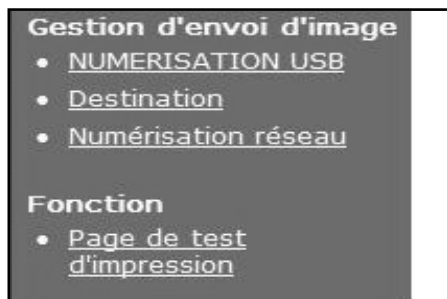 Gestion d'envoi d'image
• NUMERISATION USB
• Destination
• Numérisation réseau
Fonction
• Page de test
d'impression